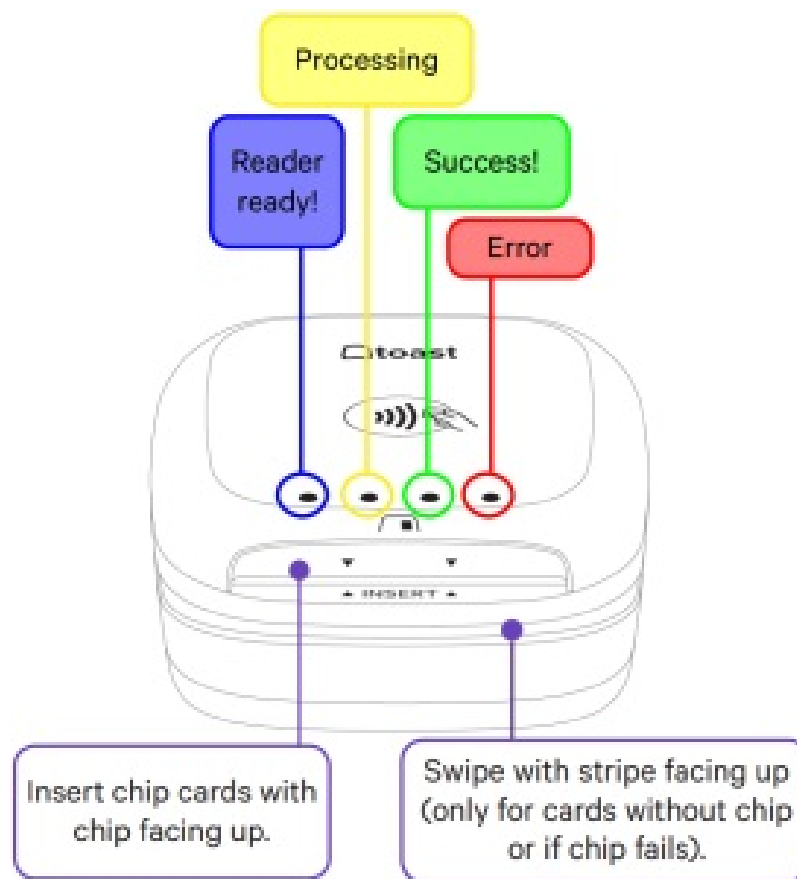 Processing
Reader
ready!
Success!
Error
toast
▲ INSERT ▲
Insert chip cards with
chip facing up.
Swipe with stripe facing up
(only for cards without chip
or if chip fails).